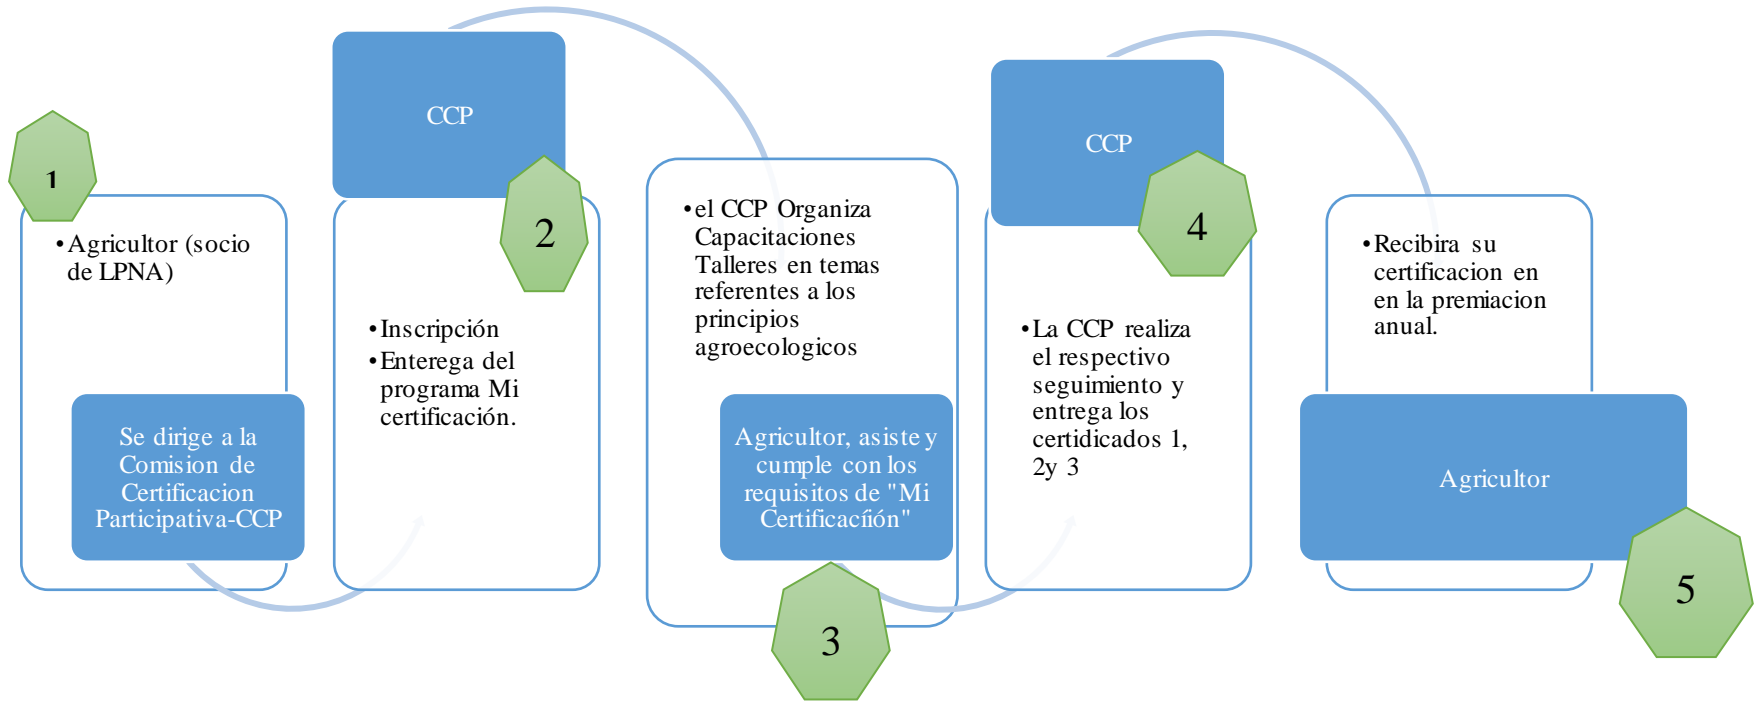 1
• Agricultor (socio
de LPNA)
Se dirige a la
Comision de
Certificacion
Participativa-CCP
CCP
2
• Inscripción
• Enterega del
programa Mi
certificación.
• el CCP Organiza
Capacitaciones
Talleres en temas
referentes a los
principios
agroecologicos
Agricultor, asiste y
cumple con los
requisitos de "Mi
Certificacíión"
3
CCP
4
• La CCP realiza
el respectivo
seguimiento y
entrega los
certidicados 1,
2y 3
• Recibira su
certificacion en
en la premiacion
anual.
Agricultor
5